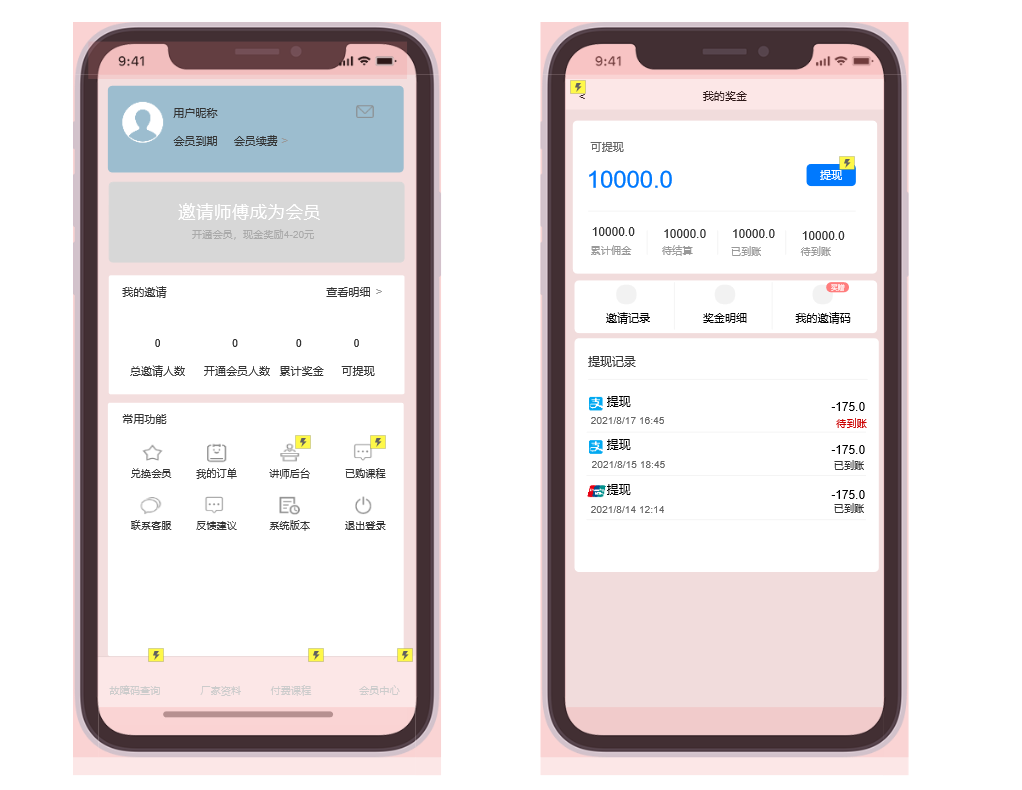 9:41
用户昵称
会员到期 会员续费 >
邀请师傅成为会员
开通会员，现金奖励4-20元
我的邀请 查看明细 >
0 0 0 0
总邀请人数 开通会员人数 累计奖金 可提现
常用功能
兑换会员 我的订单 讲师后台 已购课程
联系客服 反馈建议 系统版本 退出登录
故障码查询 厂家资料 付费课程 会员中心
9:41
< 我的奖金
可提现
10000.0 提现
10000.0 10000.0 10000.0 10000.0
累计佣金 待结算 已到账 待到账
奖赠
邀请记录 奖金明细 我的邀请码
提现记录
支 提现 -175.0
2021/8/17 16:45 待到账
支 提现 -175.0
2021/8/15 18:45 已到账
提现 -175.0
2021/8/14 12:14 已到账